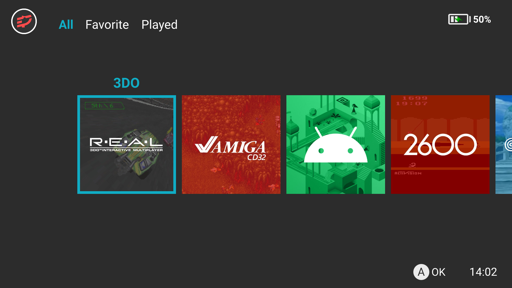 All Favorite Played
50%
3DO
R·E·A·L
AMIGA
CD32
2600
A OK
14:02